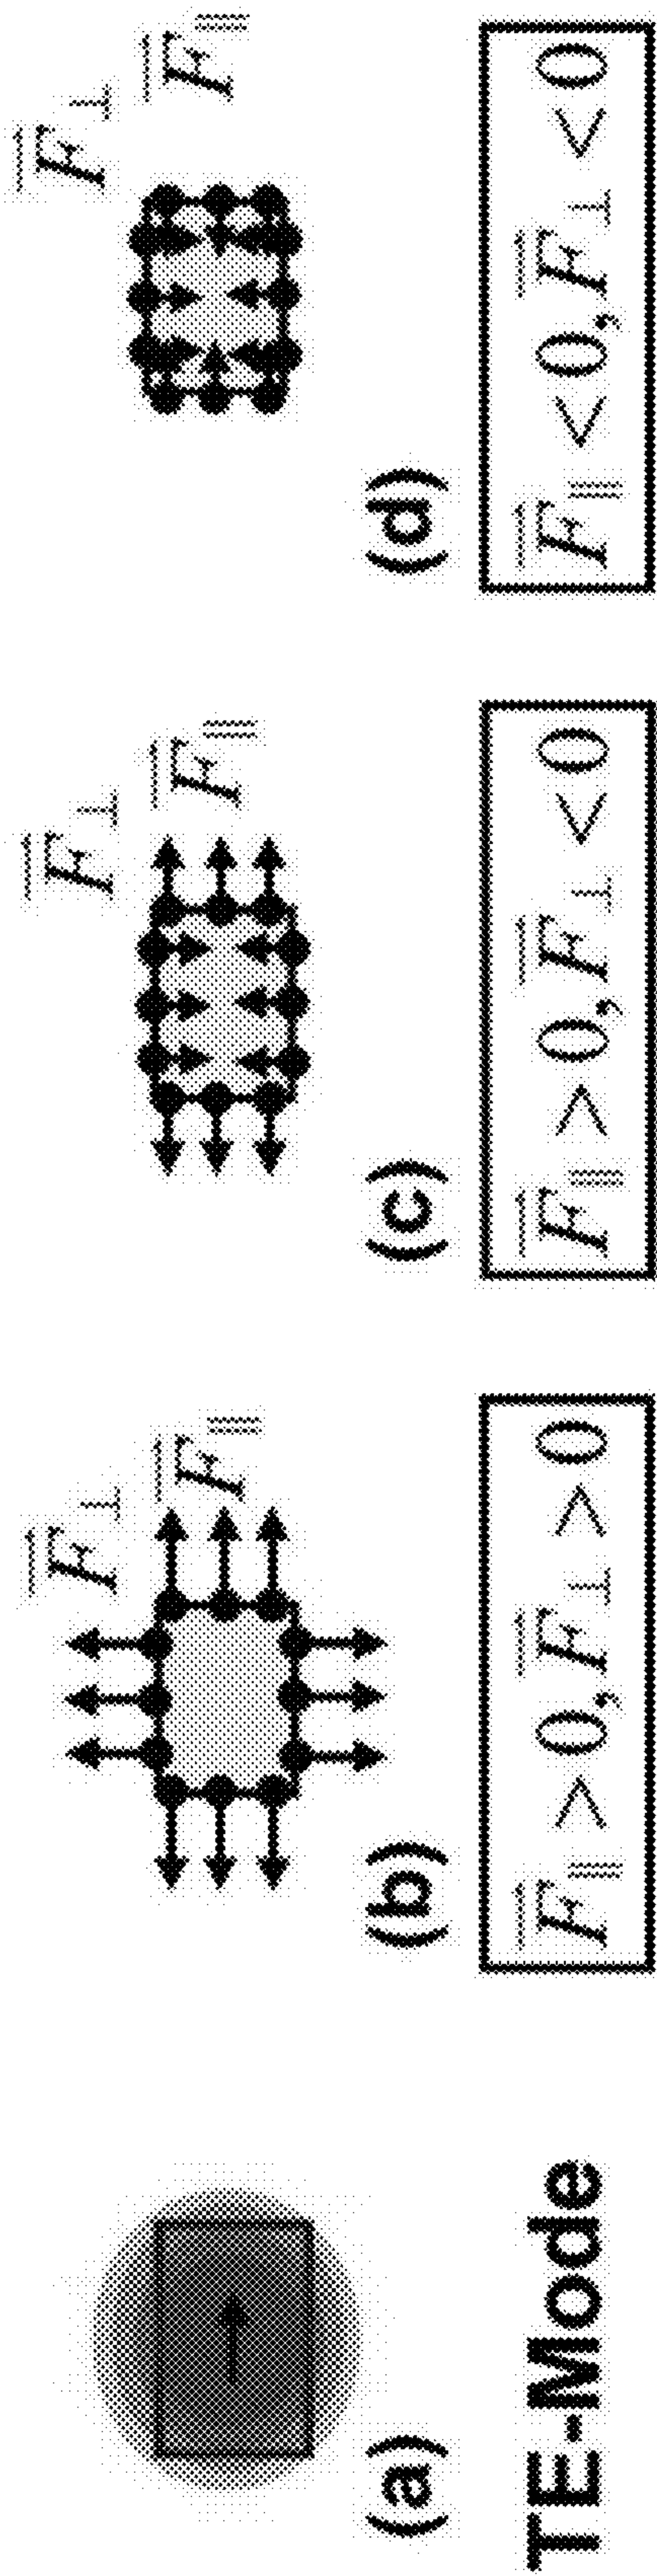 (a)
TE-Mode
F̅⊥
F̅∥
(b)
F̅∥ > 0, F̅⊥ > 0
F̅⊥
F̅∥
(c)
F̅∥ > 0, F̅⊥ < 0
F̅⊥
F̅∥
(d)
F̅∥ < 0, F̅⊥ < 0